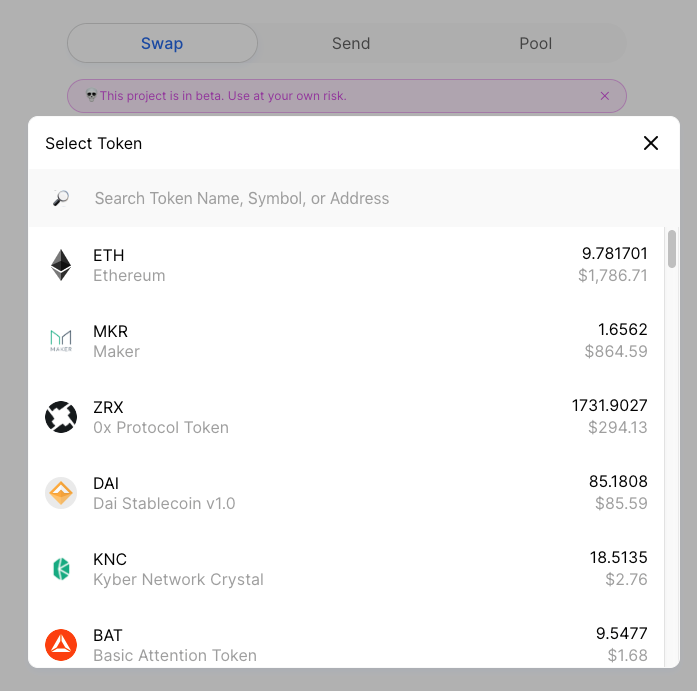 Swap
Send
Pool
💀This project is in beta. Use at your own risk.
Select Token
Search Token Name, Symbol, or Address
ETH 9.781701
Ethereum $1,786.71
MKR 1.6562
MAKER
Maker $864.59
ZRX 1731.9027
0x Protocol Token $294.13
DAI 85.1808
Dai Stablecoin v1.0 $85.59
KNC 18.5135
Kyber Network Crystal $2.76
BAT 9.5477
Basic Attention Token $1.68